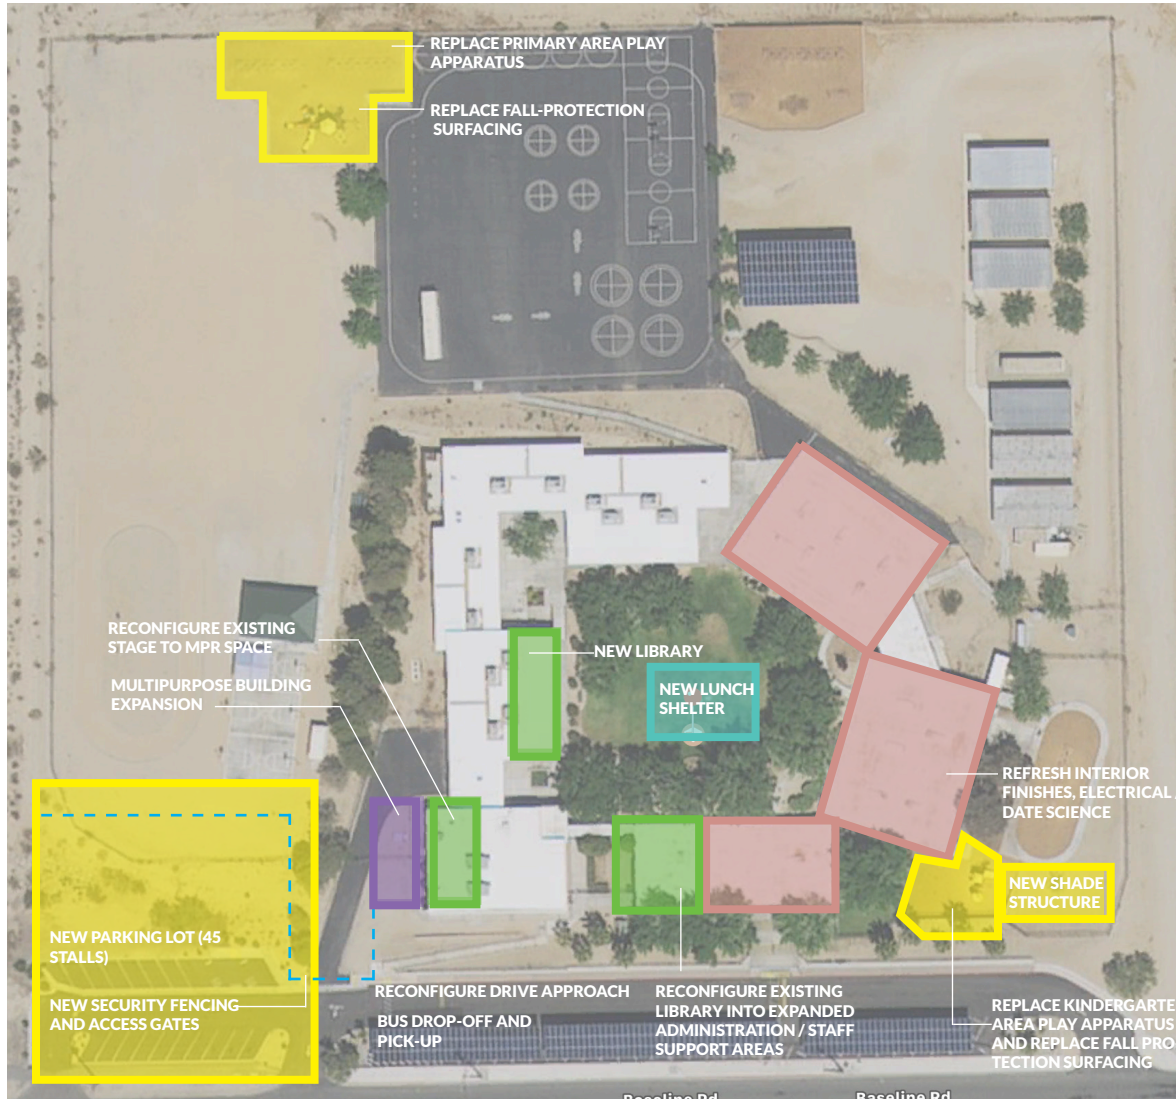 REPLACE PRIMARY AREA PLAY
APPARATUS
REPLACE FALL-PROTECTION
SURFACING
RECONFIGURE EXISTING
STAGE TO MPR SPACE
MULTIPURPOSE BUILDING
EXPANSION
NEW LIBRARY
NEW LUNCH
SHELTER
REFRESH INTERIOR
FINISHES, ELECTRICAL
DATE SCIENCE
NEW SHADE
STRUCTURE
NEW PARKING LOT (45
STALLS)
NEW SECURITY FENCING
AND ACCESS GATES
RECONFIGURE DRIVE APPROACH
BUS DROP-OFF AND
PICK-UP
RECONFIGURE EXISTING
LIBRARY INTO EXPANDED
ADMINISTRATION / STAFF
SUPPORT AREAS
REPLACE KINDERGARTE
AREA PLAY APPARATUS
AND REPLACE FALL PRO
TECTION SURFACING
Baseline Rd
Baseline Rd